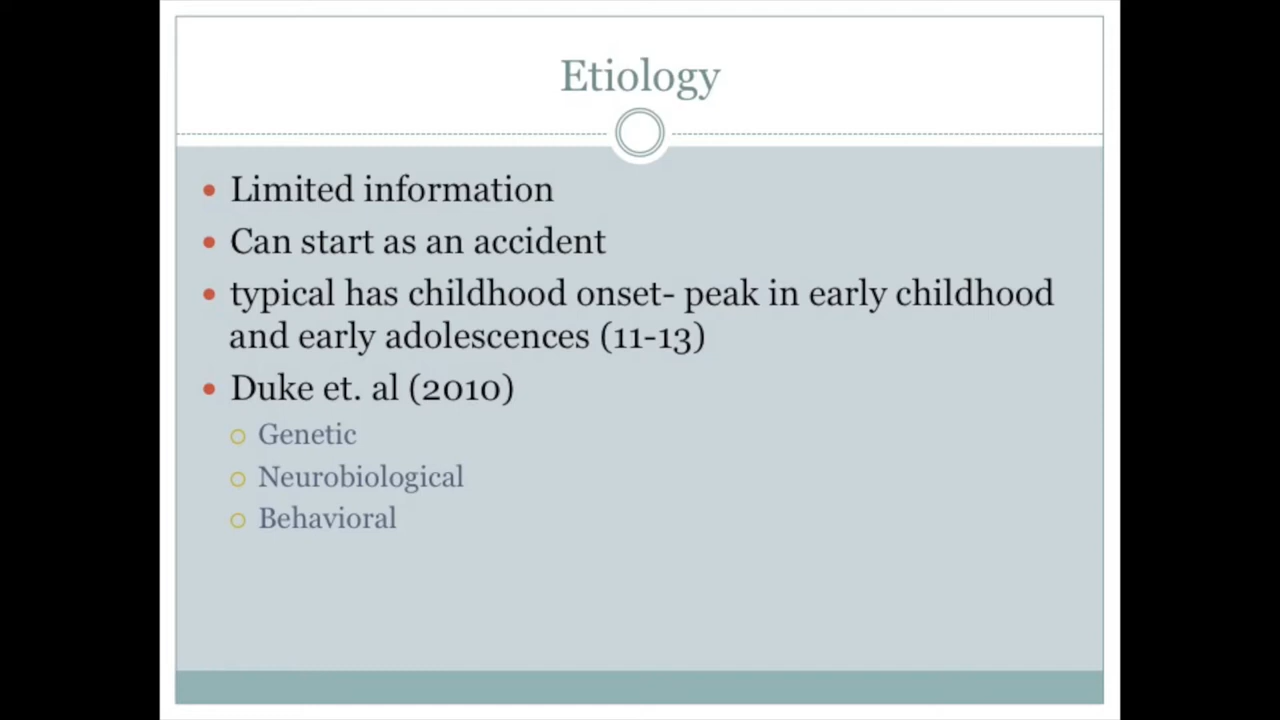 Etiology
Limited information
Can start as an accident
typical has childhood onset- peak in early childhood
and early adolescences (11-13)
Duke et. al (2010)
Genetic
Neurobiological
Behavioral